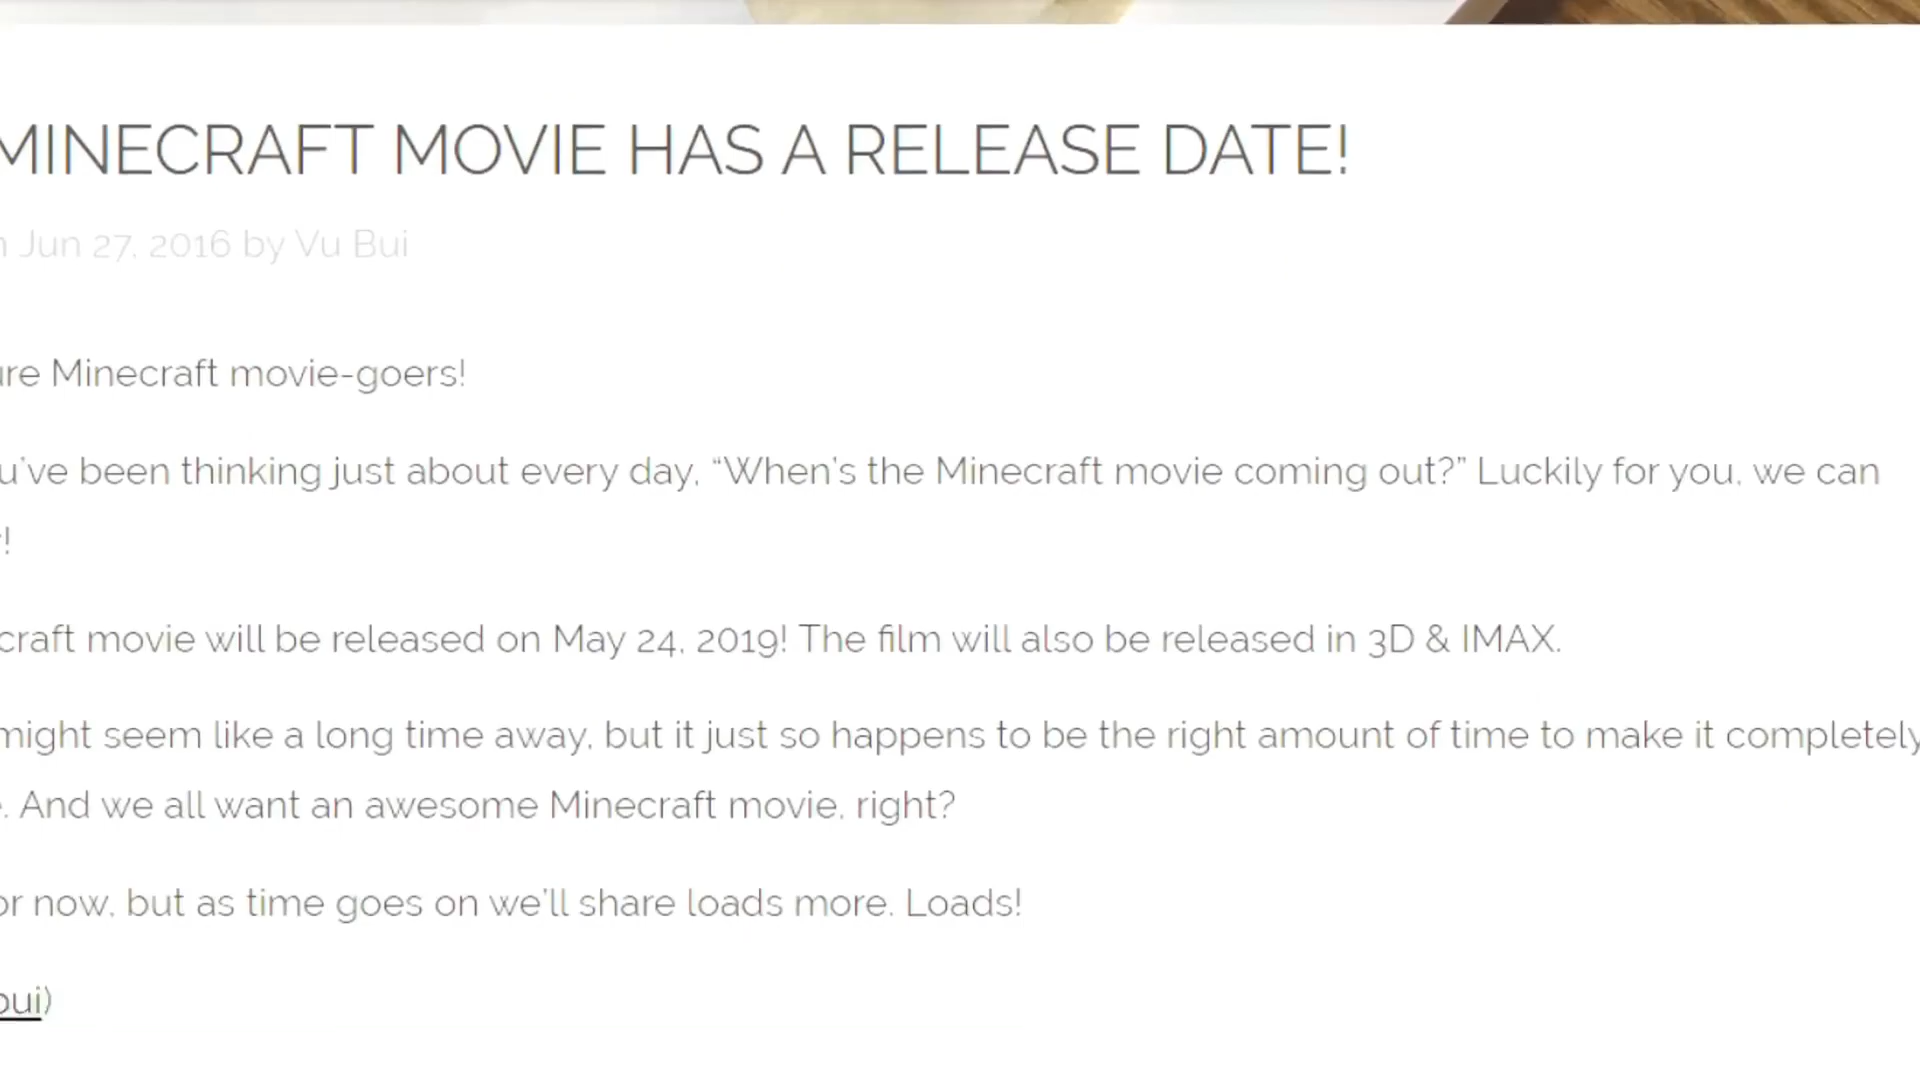 MINECRAFT MOVIE HAS A RELEASE DATE!
Jun 27, 2016 by Vu Bui
Minecraft movie-goers!
been thinking just about every day, “When’s the Minecraft movie coming out?” Luckily for you, we can
movie will be released on May 24, 2019! The film will also be released in 3D & IMAX.
might seem like a long time away, but it just so happens to be the right amount of time to make it completely
And we all want an awesome Minecraft movie, right?
now, but as time goes on we’ll share loads more. Loads!